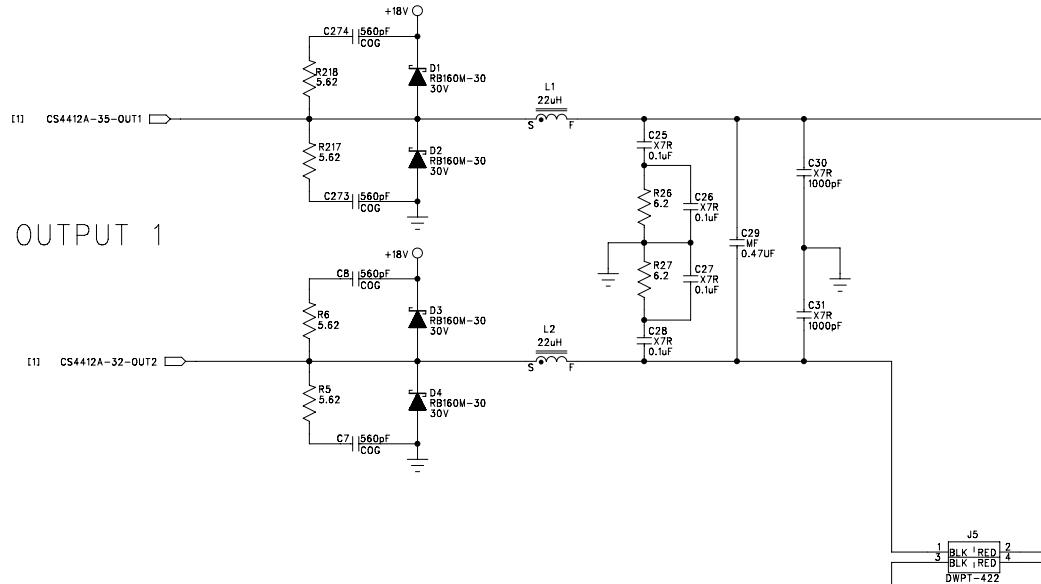 +18V
C274 560pF
COG
R218
5.62
D1
RB160M-30
30V
L1
22uH
[1] CS4412A-35-OUT1
S F
R217
5.62
D2
RB160M-30
30V
C273 560pF
COG
C25
X7R
0.1uF
R26
6.2
C26
X7R
0.1uF
C30
X7R
1000pF
OUTPUT 1
C29
MF
0.47UF
+18V
C8 560pF
COG
R27
6.2
C27
X7R
0.1uF
R6
5.62
D3
RB160M-30
30V
C31
X7R
1000pF
L2
22uH
C28
X7R
0.1uF
[1] CS4412A-32-OUT2
S F
R5
5.62
D4
RB160M-30
30V
C7 560pF
COG
J5
1 BLK RED 2
3 BLK RED 4
DWPT-422